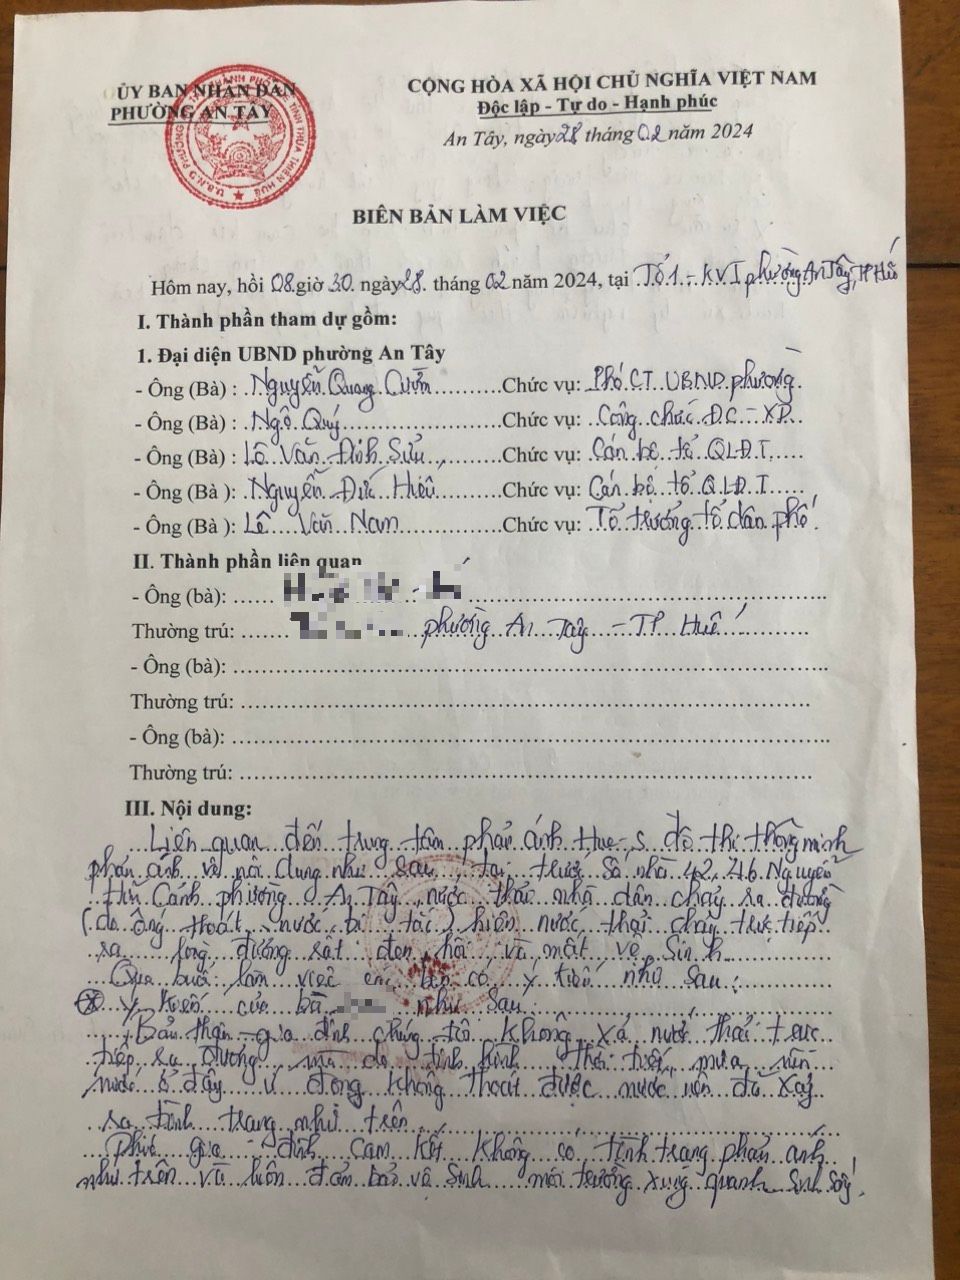 ỦY BAN NHÂN DÂN
PHƯỜNG AN TÂY
CỘNG HÒA XÃ HỘI CHỦ NGHĨA VIỆT NAM
Độc lập - Tự do - Hạnh phúc
An Tây, ngày 28 tháng 02 năm 2024
BIÊN BẢN LÀM VIỆC
Hôm nay, hồi 08 giờ 30 ngày 28 tháng 02 năm 2024, tại Tổ 1 - KV I phường An Tây, TP Huế
I. Thành phần tham dự gồm:
1. Đại diện UBND phường An Tây
- Ông (Bà) : Nguyễn Quang Chức vụ: Phó CT UBND phường
- Ông (Bà) : Ngô Quý Chức vụ: Công chức ĐC - XD
- Ông (Bà) : Lê Văn Đình Sửu Chức vụ: Cán bộ tổ QLĐT
- Ông (Bà ): Nguyễn Đức Hiếu Chức vụ: Cán bộ tổ QLĐT
- Ông (Bà ): Lê Văn Nam Chức vụ: Tổ trưởng tổ dân phố
II. Thành phần liên quan
- Ông (bà):
Thường trú: phường An Tây - TP Huế
- Ông (bà):
Thường trú:
- Ông (bà):
Thường trú:
III. Nội dung:
Liên quan đến trung tâm phản ánh Hue-S đô thị thông minh
phản ánh về nội dung như sau tại trước số nhà 42, 46 Nguyễn
Hữu Cảnh phường An Tây, nước thải nhà dân chảy ra đường
(do ống thoát nước bị tắc) hiện nước thải chảy trực tiếp
ra lòng đường rất đen, hôi và mất vệ sinh
Qua buổi làm việc các bên có ý kiến như sau:
Ý kiến của bà như sau:
Bản thân gia đình chúng tôi không xả nước thải trực
tiếp ra đường, mà do tình hình thời tiết, mưa nên
nước ở đây ứ đọng không thoát được nước nên đã xảy
ra tình trạng như trên
Phía gia đình cam kết không có tình trạng phản ánh
như trên và luôn đảm bảo vệ sinh môi trường xung quanh sinh sống